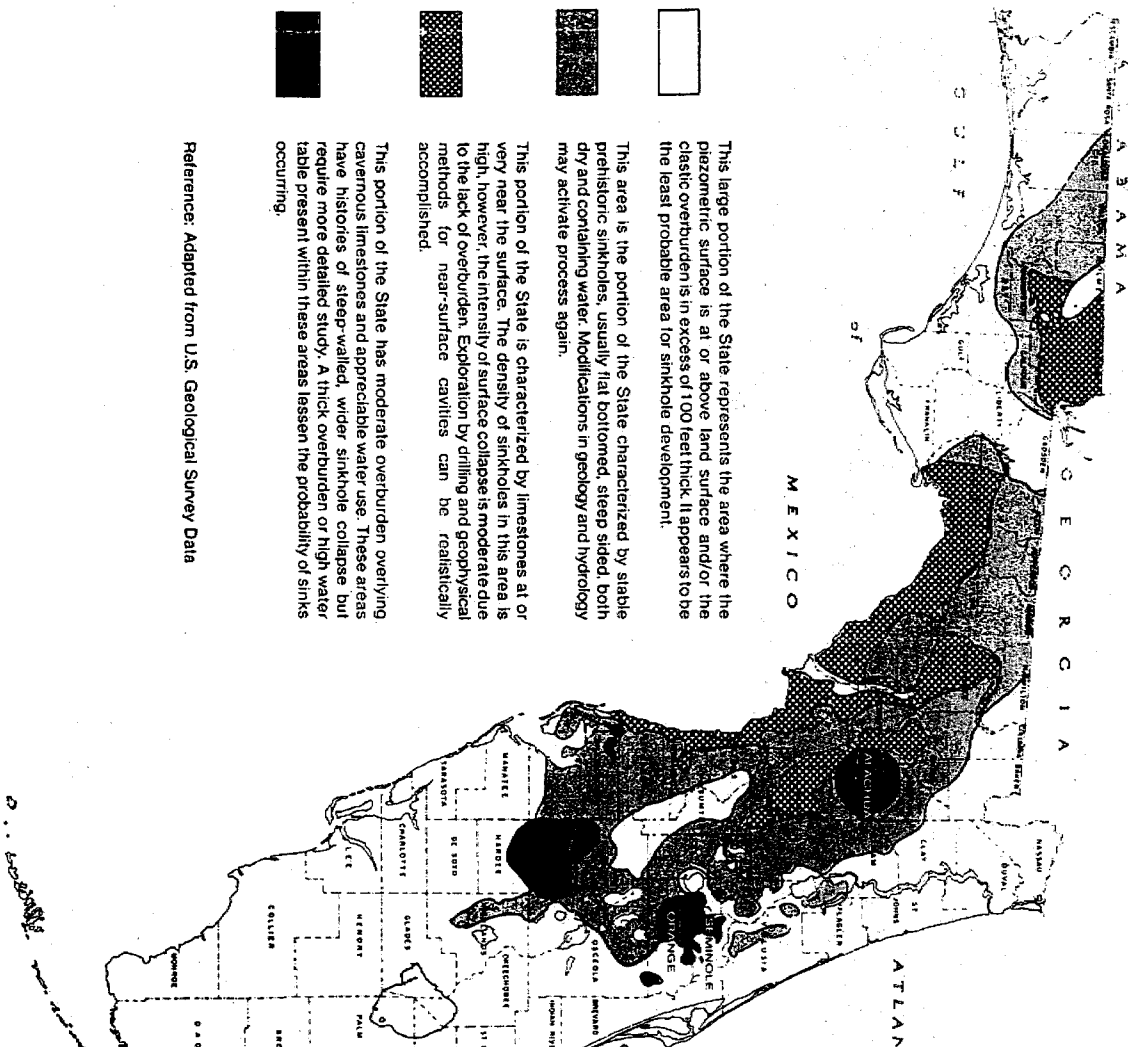 This large portion of the State represents the area where the
piezometric surface is at or above land surface and/or the
clastic overburden is in excess of 100 feet thick. It appears to be
the least probable area for sinkhole development.
This area is the portion of the State characterized by stable
prehistoric sinkholes, usually flat bottomed, steep sided, both
dry and containing water. Modifications in geology and hydrology
may activate process again.
This portion of the State is characterized by limestones at or
very near the surface. The density of sinkholes in this area is
high, however, the intensity of surface collapse is moderate due
to the lack of overburden. Exploration by drilling and geophysical
methods for near-surface cavities can be realistically
accomplished.
This portion of the State has moderate overburden overlying
cavernous limestones and appreciable water use. These areas
have histories of steep-walled, wider sinkhole collapse but
require more detailed study. A thick overburden or high water
table present within these areas lessen the probability of sinks
occurring.
Reference: Adapted from U.S. Geological Survey Data
ALABAMA
GEORGIA
GULF
OF
MEXICO
ATLAN
SANTA ROSA
GULF
LIBERTY
FRANKLIN
GADSDEN
NASSAU
DUVAL
CLAY
ST
JOHNS
FLAGLER
ORANGE
OSCEOLA
BREVARD
INDIAN RIVE
OKEECHOBEE
MANATEE
SARASOTA
HARDEE
DE SOTO
CHARLOTTE
GLADES
LEE
HENDRY
PALM
COLLIER
BRO
MONROE
DAD